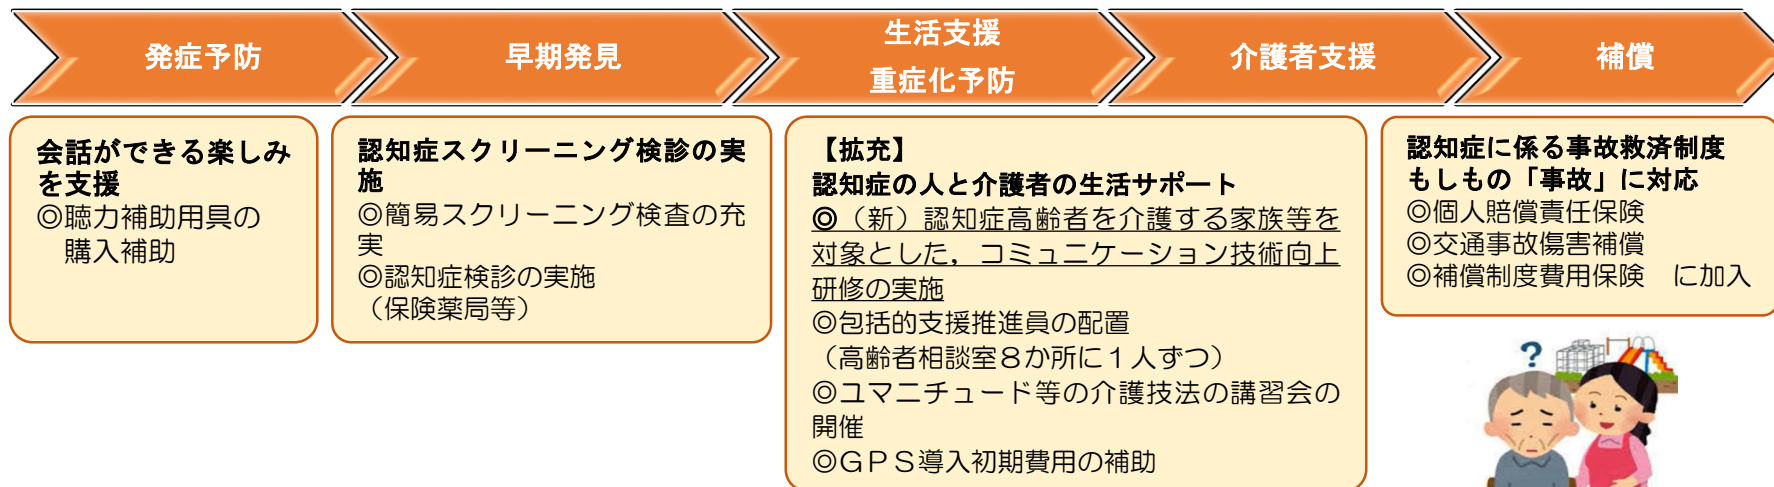 発症予防
早期発見
生活支援
重症化予防
介護者支援
補償
会話ができる楽しみ
を支援
◎聴力補助用具の
購入補助
認知症スクリーニング検診の実
施
◎簡易スクリーニング検査の充
実
◎認知症検診の実施
（保険薬局等）
【拡充】
認知症の人と介護者の生活サポート
◎（新）認知症高齢者を介護する家族等を
対象とした，コミュニケーション技術向上
研修の実施
◎包括的支援推進員の配置
（高齢者相談室８か所に１人ずつ）
◎ユマニチュード等の介護技法の講習会の
開催
◎ＧＰＳ導入初期費用の補助
認知症に係る事故救済制度
もしもの「事故」に対応
◎個人賠償責任保険
◎交通事故傷害補償
◎補償制度費用保険　に加入
?